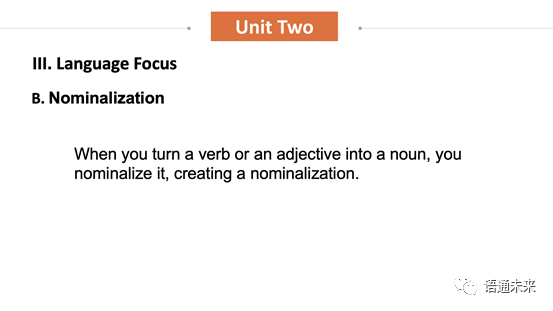 Unit Two
III. Language Focus
B. Nominalization
When you turn a verb or an adjective into a noun, you
nominalize it, creating a nominalization.
语通未来